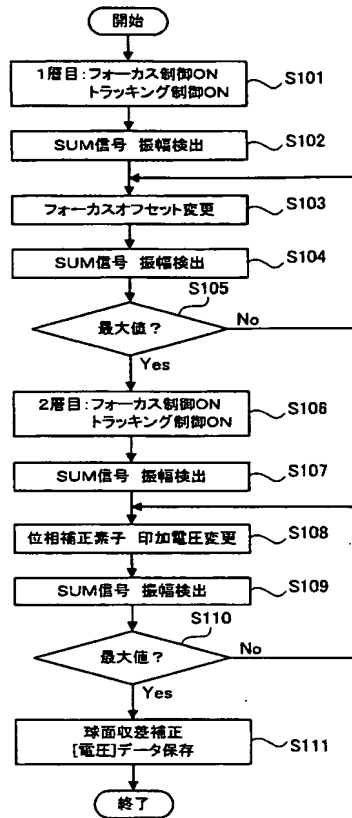 開始
1層目:フォーカス制御ON
トラッキング制御ON
S101
SUM信号 振幅検出
S102
フォーカスオフセット変更
S103
SUM信号 振幅検出
S104
最大値?
S105
No
Yes
2層目:フォーカス制御ON
トラッキング制御ON
S106
SUM信号 振幅検出
S107
位相補正素子 印加電圧変更
S108
SUM信号 振幅検出
S109
最大値?
S110
No
Yes
球面収差補正
[電圧]データ保存
S111
終了